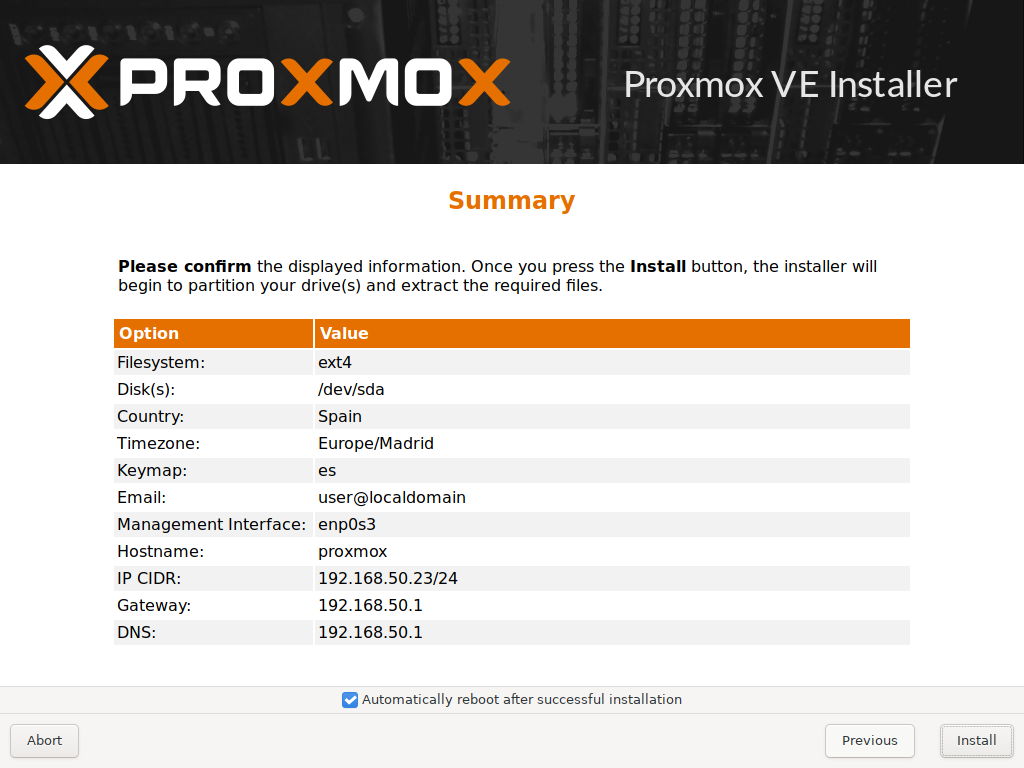 PROXMOX
Proxmox VE Installer
Summary
Please confirm the displayed information. Once you press the Install button, the installer will
begin to partition your drive(s) and extract the required files.
Option Value
Filesystem: ext4
Disk(s): /dev/sda
Country: Spain
Timezone: Europe/Madrid
Keymap: es
Email: user@localdomain
Management Interface: enp0s3
Hostname: proxmox
IP CIDR: 192.168.50.23/24
Gateway: 192.168.50.1
DNS: 192.168.50.1
Automatically reboot after successful installation
Abort Previous Install